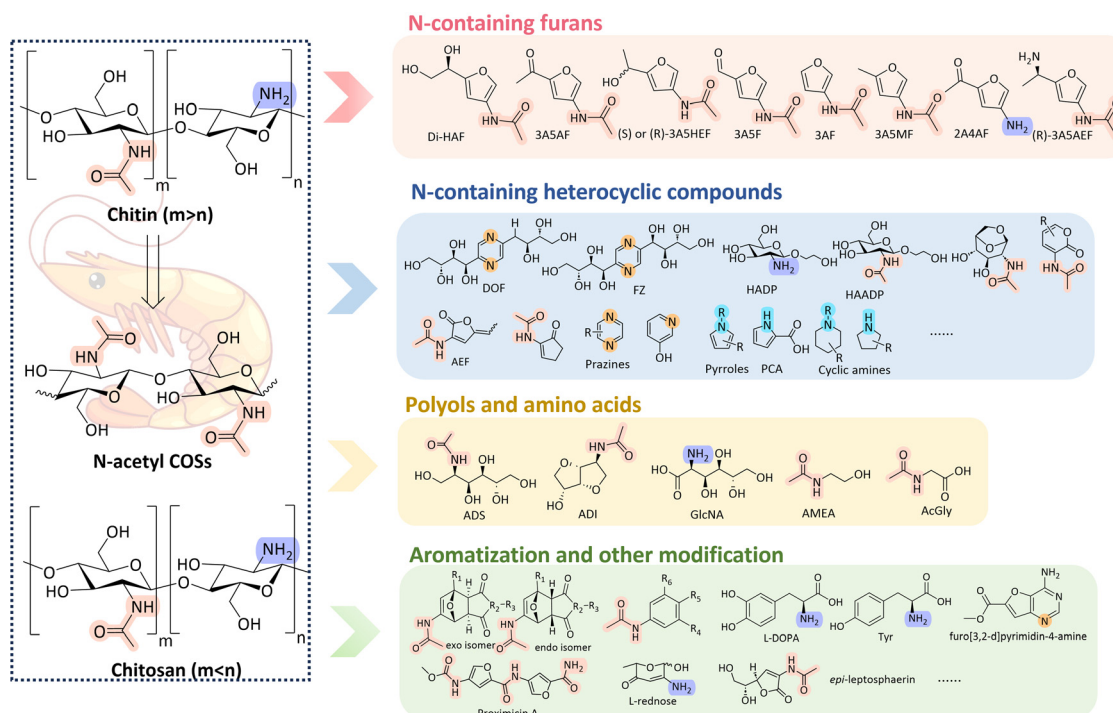 N-containing furans
Di-HAF
3A5AF
(S) or (R)-3A5HEF
3A5F
3AF
3A5MF
2A4AF
(R)-3A5AEF
N-containing heterocyclic compounds
DOF
FZ
HADP
HAADP
AEF
Prazines
Pyrroles
PCA
Cyclic amines
......
Polyols and amino acids
ADS
ADI
GlcNA
AMEA
AcGly
Aromatization and other modification
exo isomer
endo isomer
L-DOPA
Tyr
furo[3,2-d]pyrimidin-4-amine
Proximicin A
L-rednose
epi-leptosphaerin
......
Chitin (m>n)
N-acetyl COSs
Chitosan (m<n)